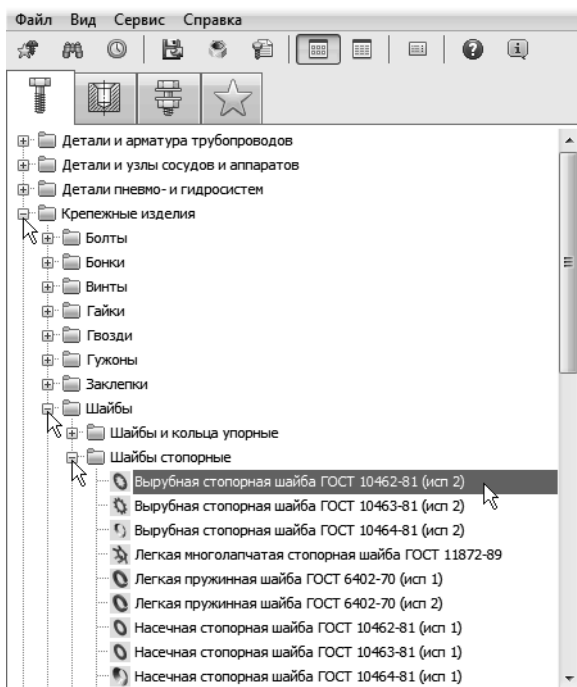 Файл Вид Сервис Справка
Детали и арматура трубопроводов
Детали и узлы сосудов и аппаратов
Детали пневмо- и гидросистем
Крепежные изделия
Болты
Бонки
Винты
Гайки
Гвозди
Гужоны
Заклепки
Шайбы
Шайбы и кольца упорные
Шайбы стопорные
Вырубная стопорная шайба ГОСТ 10462-81 (исп 2)
Вырубная стопорная шайба ГОСТ 10463-81 (исп 2)
Вырубная стопорная шайба ГОСТ 10464-81 (исп 2)
Легкая многолапчатая стопорная шайба ГОСТ 11872-89
Легкая пружинная шайба ГОСТ 6402-70 (исп 1)
Легкая пружинная шайба ГОСТ 6402-70 (исп 2)
Насечная стопорная шайба ГОСТ 10462-81 (исп 1)
Насечная стопорная шайба ГОСТ 10463-81 (исп 1)
Насечная стопорная шайба ГОСТ 10464-81 (исп 1)